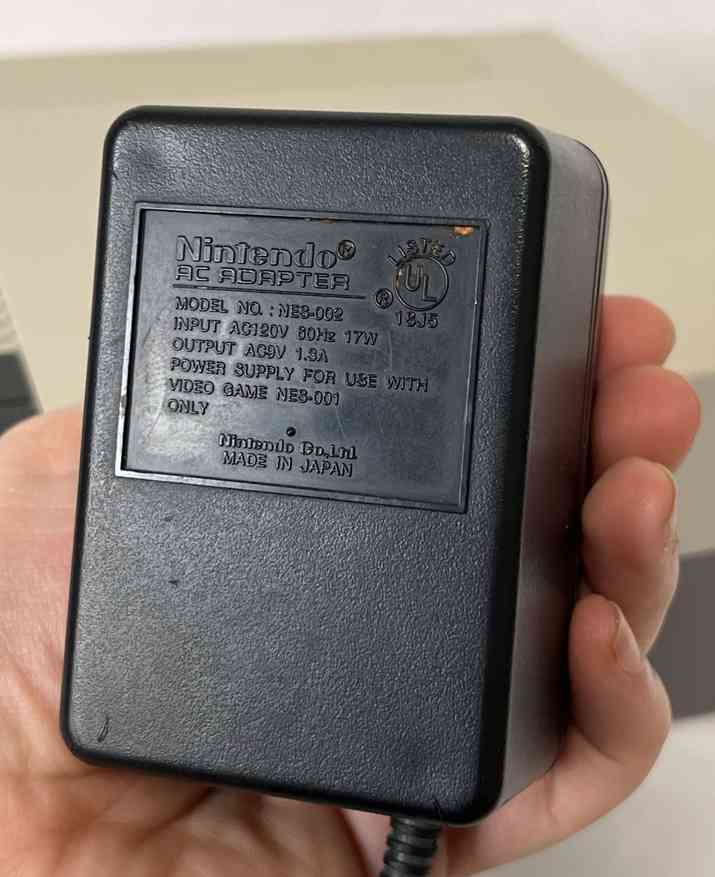 Nintendo®
AC ADAPTER
LISTED
UL
®
18J5
MODEL NO. : NES-002
INPUT AC120V 60Hz 17W
OUTPUT AC9V 1.3A
POWER SUPPLY FOR USE WITH
VIDEO GAME NES-001
ONLY
Nintendo Co.,Ltd.
MADE IN JAPAN